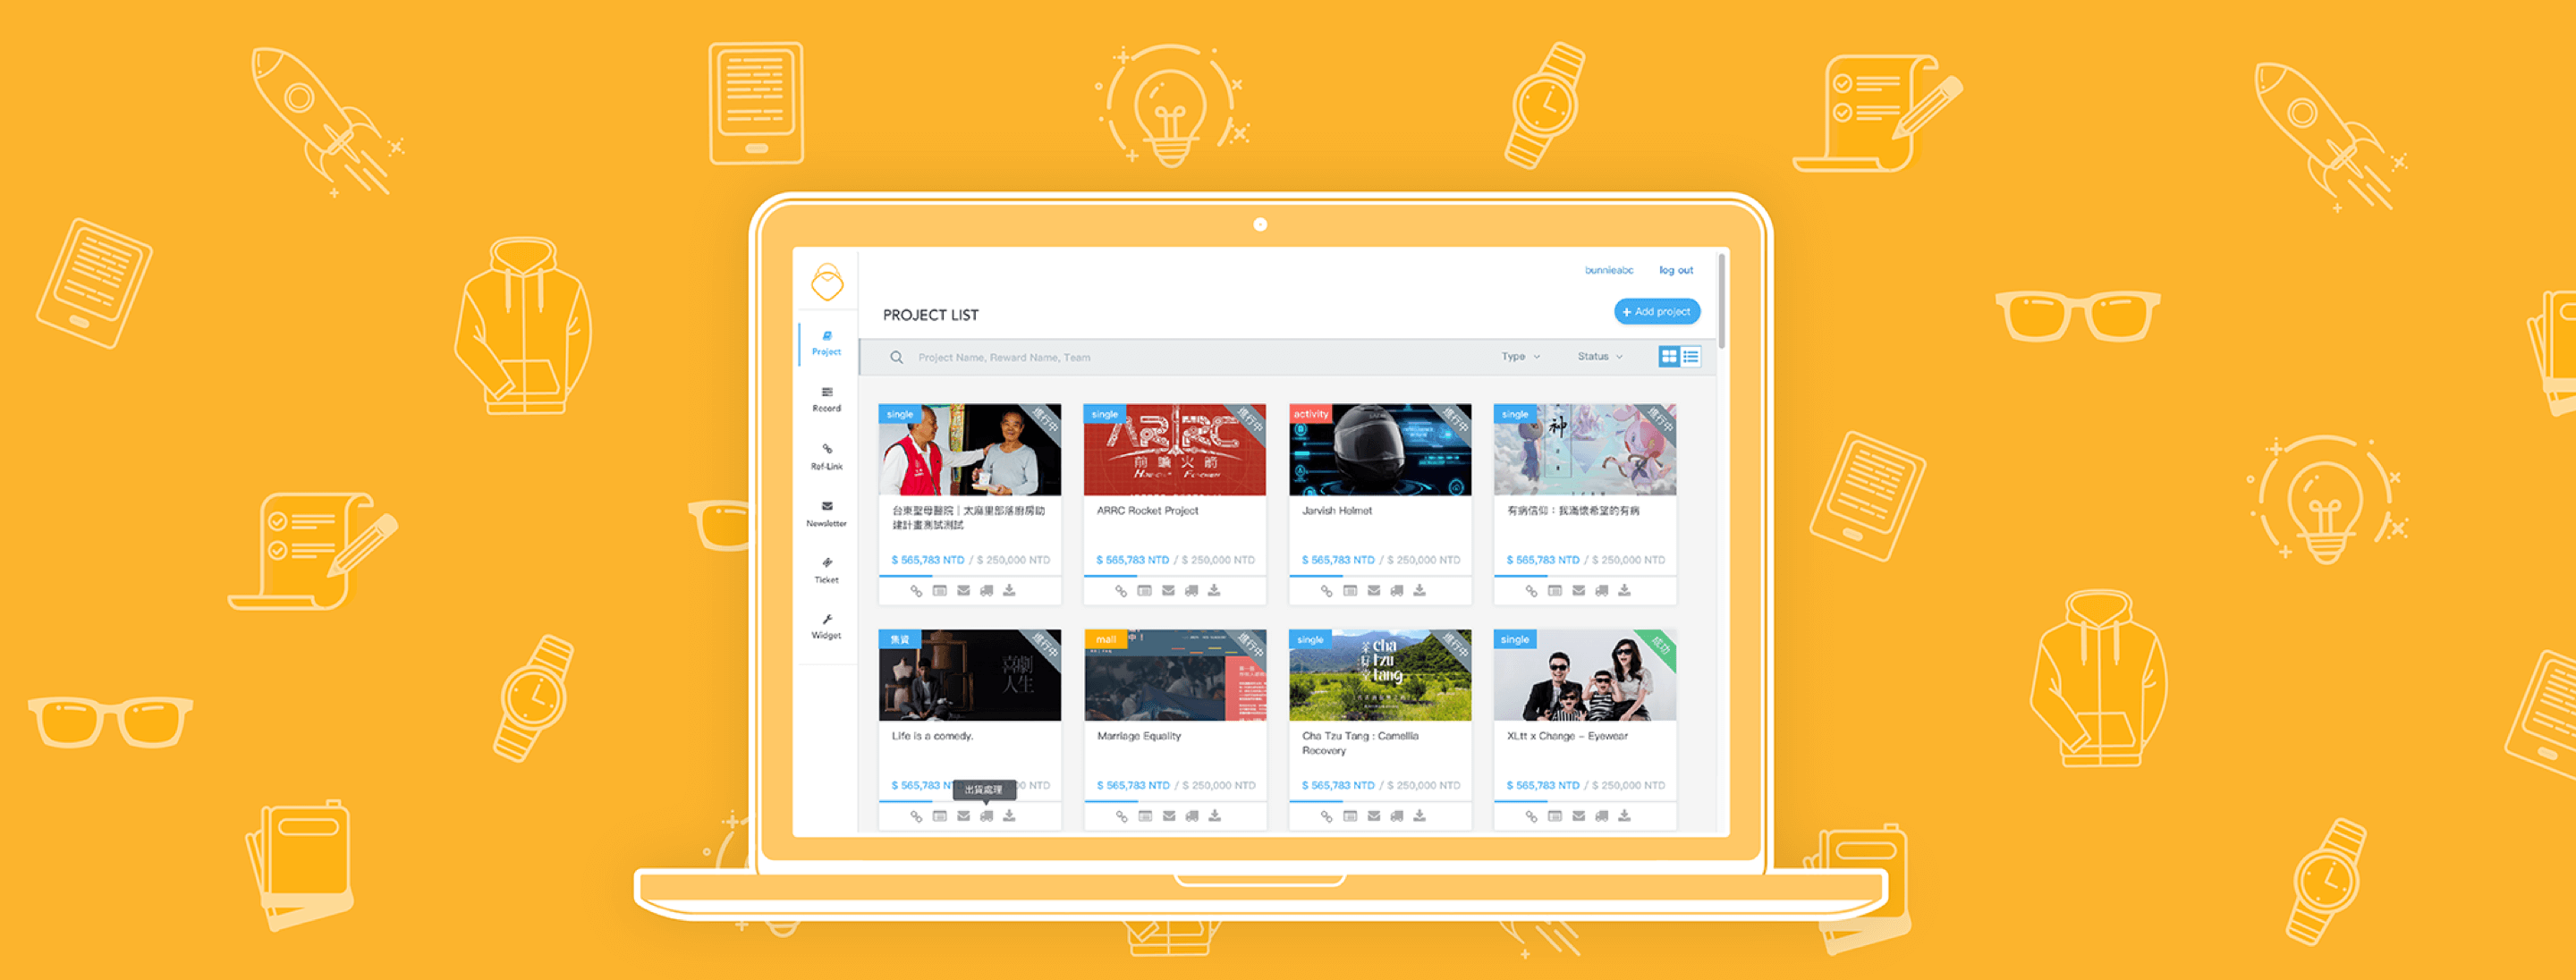 bunnieabc
log out
PROJECT LIST
+ Add project
Project Name, Reward Name, Team
Type
Status
Project
Record
Ref-Link
Newsletter
Ticket
Widget
single
進行中
台東聖母醫院｜太麻里部落廚房助
建計畫測試測試
$ 565,783 NTD / $ 250,000 NTD
single
進行中
ARRC
前瞻火箭
ARRC Rocket Project
$ 565,783 NTD / $ 250,000 NTD
activity
進行中
Jarvish Helmet
$ 565,783 NTD / $ 250,000 NTD
single
進行中
神
有病信仰：我滿懷希望的有病
$ 565,783 NTD / $ 250,000 NTD
集資
進行中
喜劇
人生
Life is a comedy.
$ 565,783 NTD
出貨處理
mall
進行中
Marriage Equality
$ 565,783 NTD / $ 250,000 NTD
single
進行中
茶籽堂
cha
tzu
tang
Cha Tzu Tang : Camellia
Recovery
$ 565,783 NTD / $ 250,000 NTD
single
成功
XLtt x Change – Eyewear
$ 565,783 NTD / $ 250,000 NTD